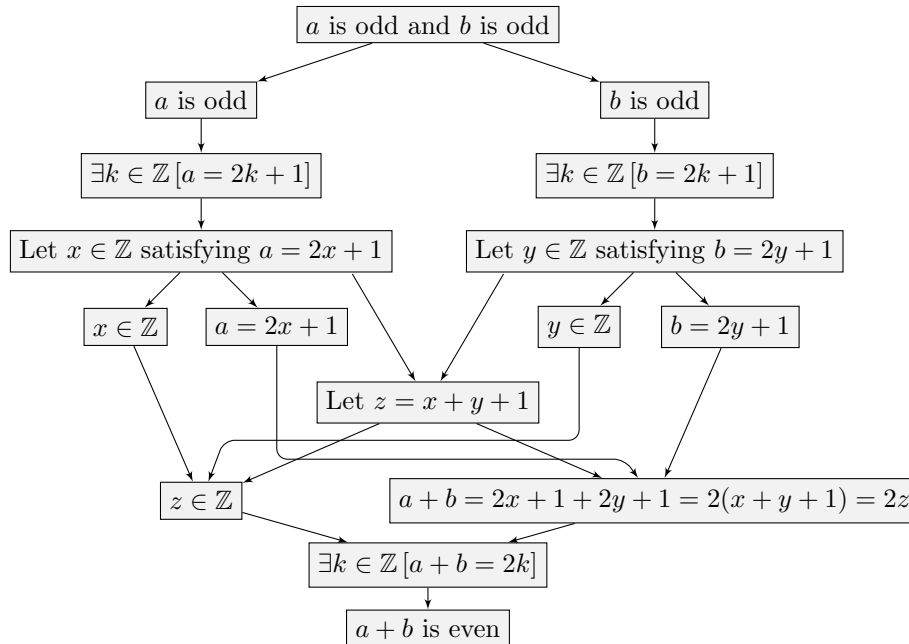 a is odd and b is odd
a is odd
b is odd
∃k ∈ ℤ [a = 2k + 1]
∃k ∈ ℤ [b = 2k + 1]
Let x ∈ ℤ satisfying a = 2x + 1
Let y ∈ ℤ satisfying b = 2y + 1
x ∈ ℤ
a = 2x + 1
y ∈ ℤ
b = 2y + 1
Let z = x + y + 1
z ∈ ℤ
a + b = 2x + 1 + 2y + 1 = 2(x + y + 1) = 2z
∃k ∈ ℤ [a + b = 2k]
a + b is even